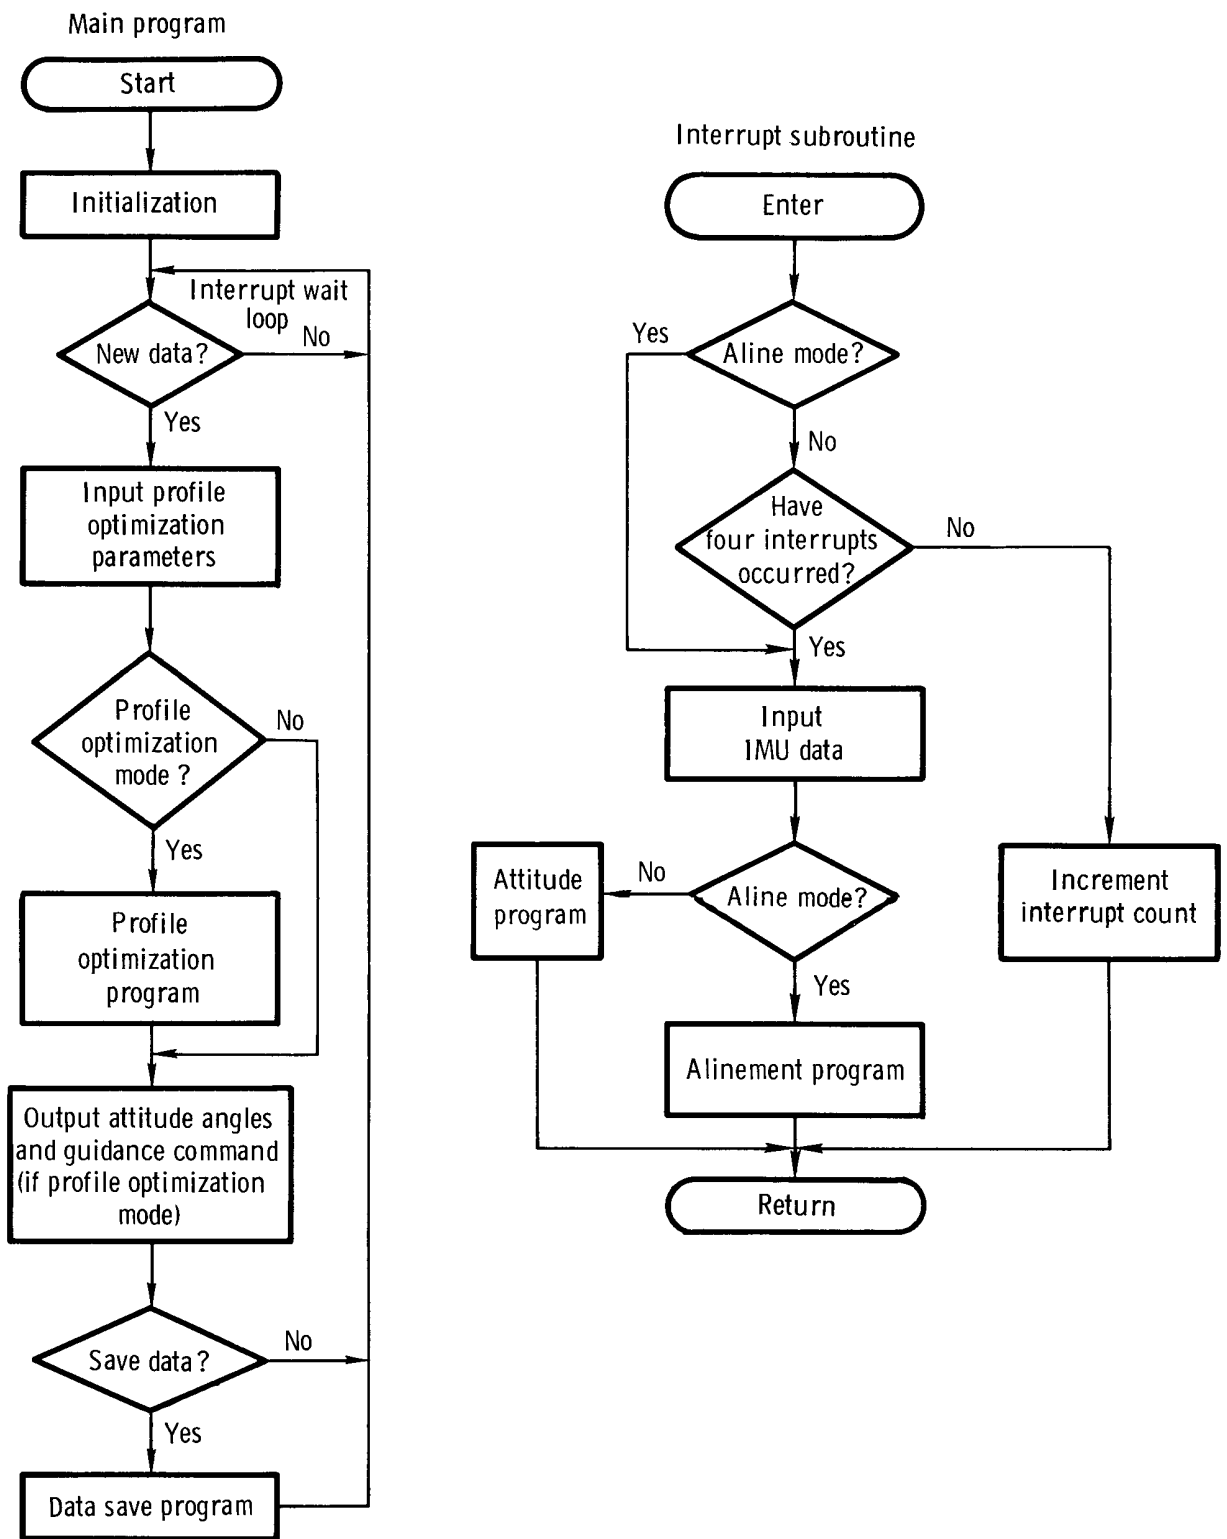 Main program
Start
Initialization
Interrupt wait
loop
New data?
No
Yes
Input profile
optimization
parameters
Profile
optimization
mode ?
No
Yes
Profile
optimization
program
Output attitude angles
and guidance command
(if profile optimization
mode)
Save data?
No
Yes
Data save program
Interrupt subroutine
Enter
Yes
Aline mode?
No
Have
four interrupts
occurred?
No
Yes
Input
IMU data
Attitude
program
No
Aline mode?
Increment
interrupt count
Yes
Alinement program
Return